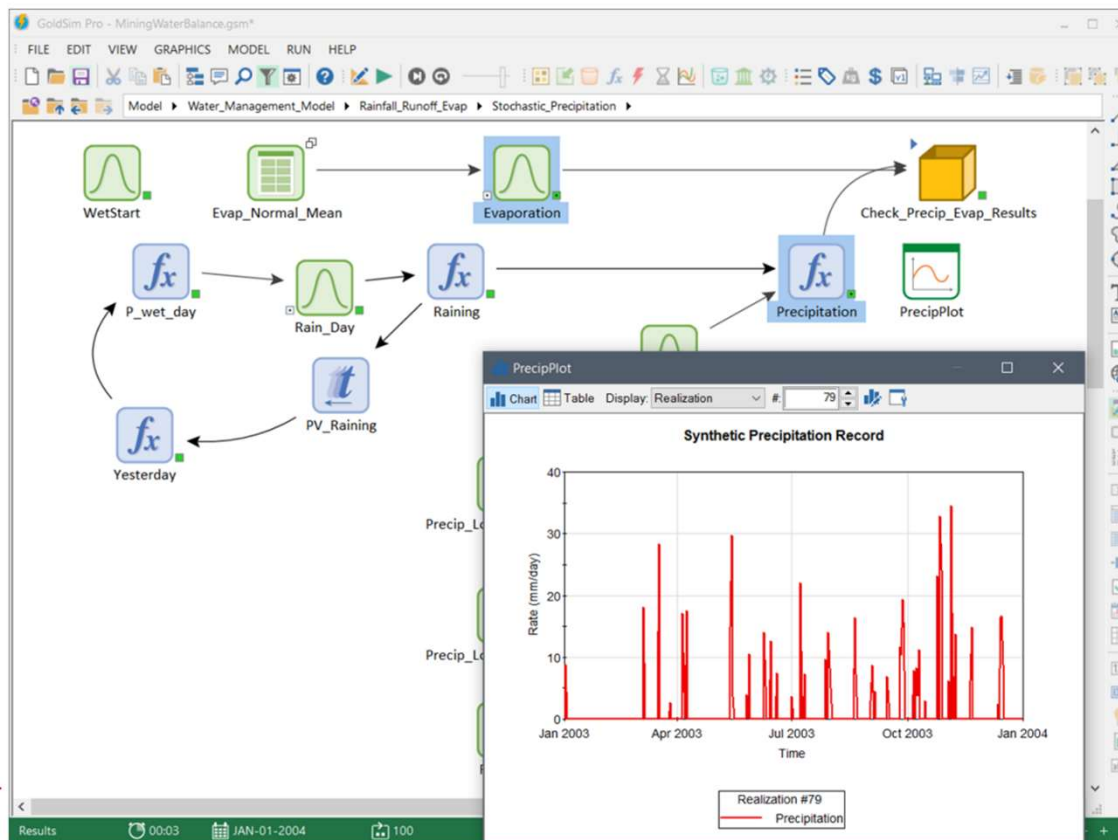 GoldSim Pro - MiningWaterBalance.gsm*
FILE EDIT VIEW GRAPHICS MODEL RUN HELP
Model Water_Management_Model Rainfall_Runoff_Evap Stochastic_Precipitation
WetStart Evap_Normal_Mean Evaporation Check_Precip_Evap_Results
P_wet_day Rain_Day Raining Precipitation PrecipPlot
PV_Raining
Yesterday
Precip_Lo
Precip_Lo
PrecipPlot
Chart Table Display: Realization #: 79
Synthetic Precipitation Record
40
30
20
10
0
Rate (mm/day)
Jan 2003 Apr 2003 Jul 2003 Oct 2003 Jan 2004
Time
Realization #79
Precipitation
Results 00:03 JAN-01-2004 100